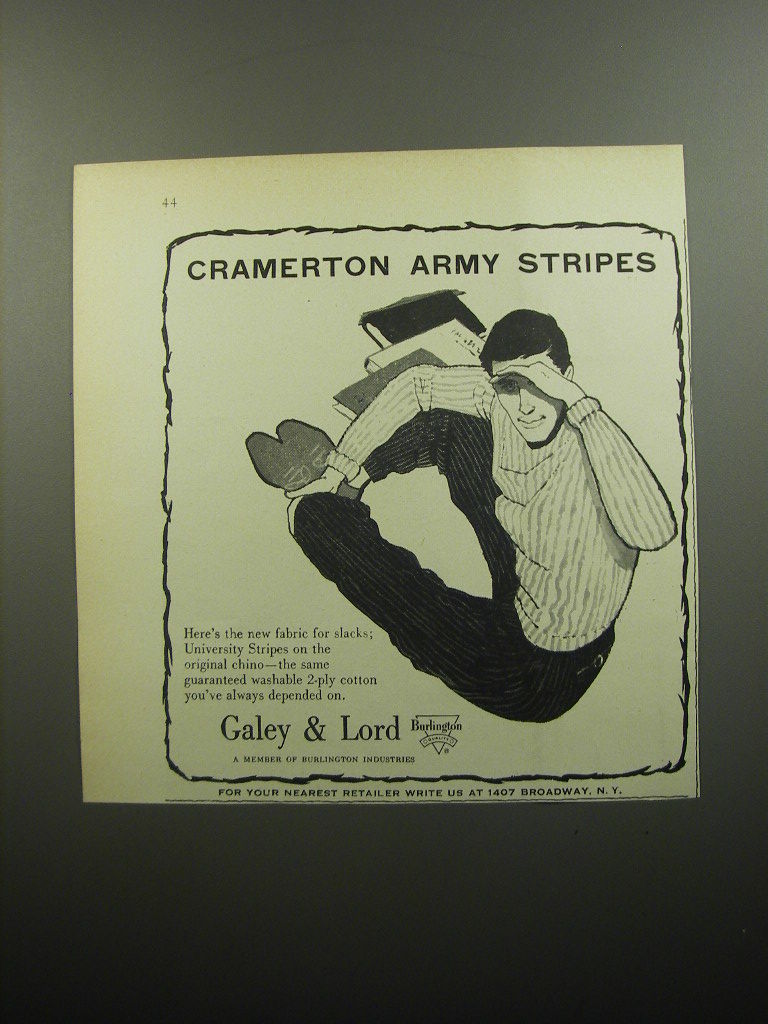 44
CRAMERTON ARMY STRIPES
Here's the new fabric for slacks;
University Stripes on the
original chino—the same
guaranteed washable 2-ply cotton
you've always depended on.
Galey & Lord
Burlington
QUALITY
®
A MEMBER OF BURLINGTON INDUSTRIES
FOR YOUR NEAREST RETAILER WRITE US AT 1407 BROADWAY, N. Y.